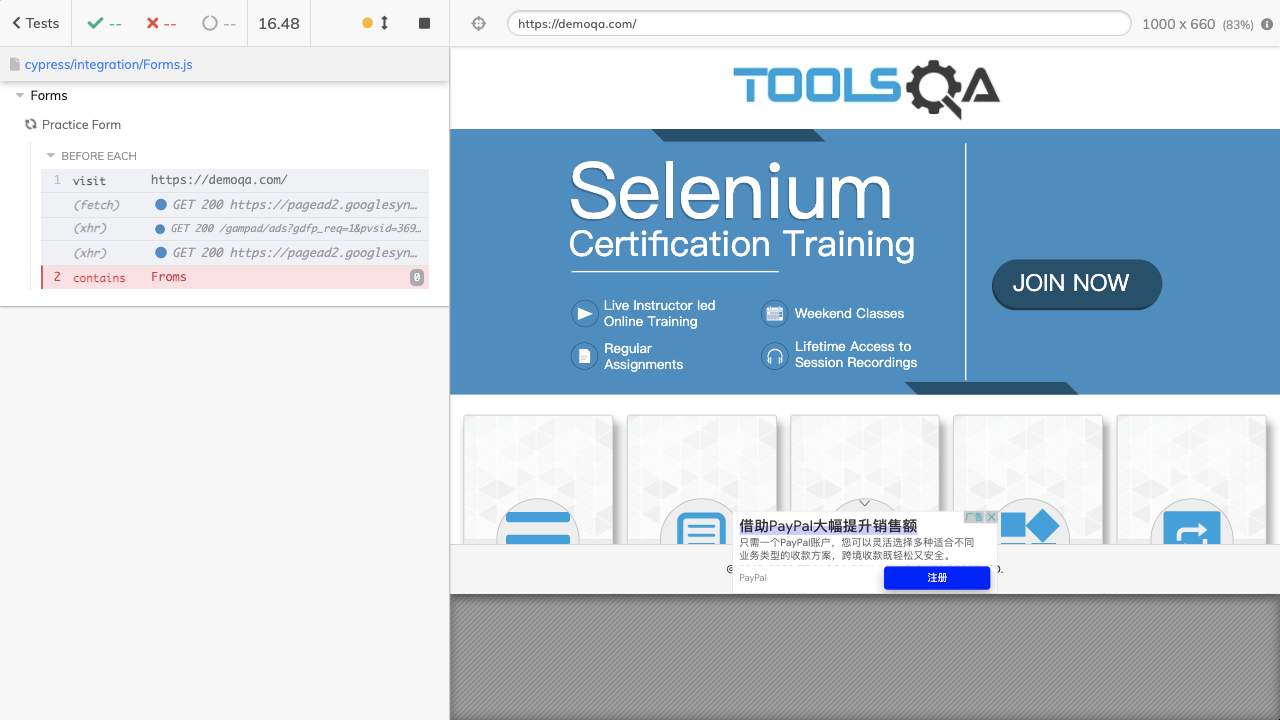 Tests
--
--
--
16.48
https://demoqa.com/
1000 x 660 (83%)
cypress/integration/Forms.js
Forms
Practice Form
BEFORE EACH
1 visit https://demoqa.com/
(fetch) GET 200 https://pagead2.googlesyn...
(xhr) GET 200 /gampad/ads?gdfp_req=1&pvsid=369...
(xhr) GET 200 https://pagead2.googlesyn...
2 contains Froms 0
TOOLSQA
Selenium
Certification Training
Live Instructor led
Online Training
Weekend Classes
Regular
Assignments
Lifetime Access to
Session Recordings
JOIN NOW
广告
借助PayPal大幅提升销售额
只需一个PayPal账户，您可以灵活选择多种适合不同
业务类型的收款方案，跨境收款既轻松又安全。
PayPal
注册